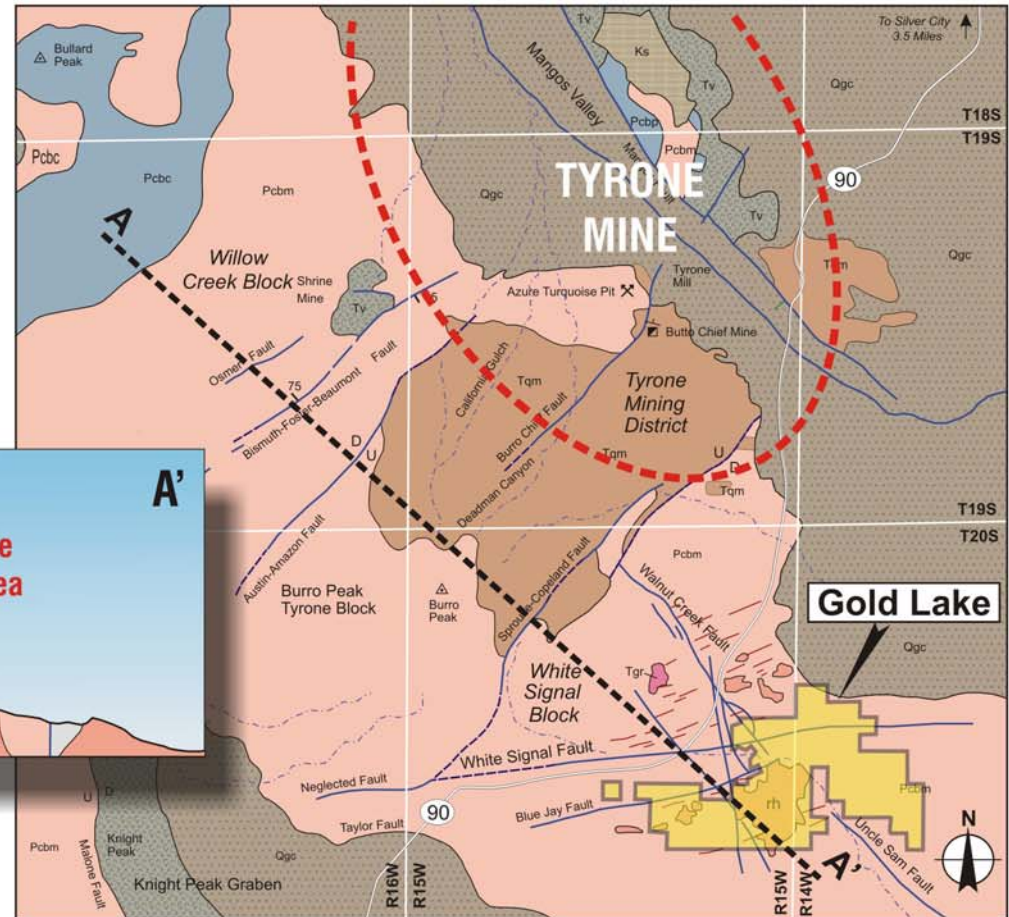 To Silver City
3.5 Miles
Bullard
Peak
Tv
Ks
Mangos Valley
Tv
Qgc
T18S
T19S
Pcbp
Pcbm
Pcbc
Pcbc
Pcbm
Qgc
90
TYRONE
MINE
A
Tv
Qgc
Willow
Creek Block
Shrine
Mine
Tv
Azure Turquoise Pit
Tyrone
Mill
Butto Chief Mine
Fault
75
Bismuth-Foster-Beaumont
Fault
California Gulch
Tqm
Tyrone
Mining
District
Burro Chief Fault
Tqm
D
U
U
D
Tqm
Deadman Canyon
A'
T19S
T20S
Austin-Amazon Fault
Pcbm
Burro Peak
Tyrone Block
Burro
Peak
Sprouse-Copeland Fault
Walnut Creek Fault
Gold Lake
Qgc
White
Signal
Block
Tgr
White Signal Fault
Neglected Fault
Pcbm
rh
Blue Jay Fault
90
Taylor Fault
Uncle Sam Fault
N
U
D
Pcbm
Malone Fault
Knight
Peak
Qgc
Knight Peak Graben
R16W
R15W
R15W
R14W
A'